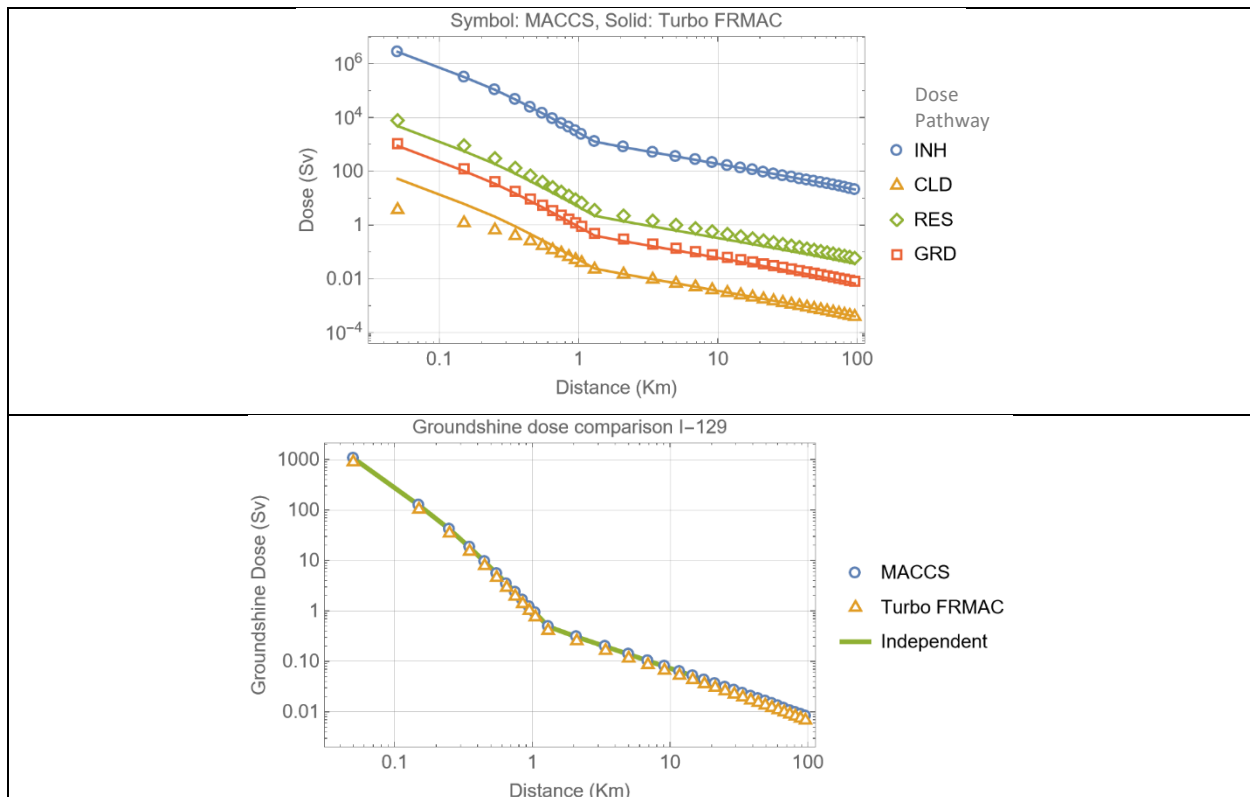 Symbol: MACCS, Solid: Turbo FRMAC
Dose (Sv)
10^6
10^4
100
1
0.01
10^−4
0.1 1 10 100
Distance (Km)
Dose
Pathway
INH
CLD
RES
GRD
Groundshine dose comparison I−129
Groundshine Dose (Sv)
1000
100
10
1
0.10
0.01
0.1 1 10 100
Distance (Km)
MACCS
Turbo FRMAC
Independent